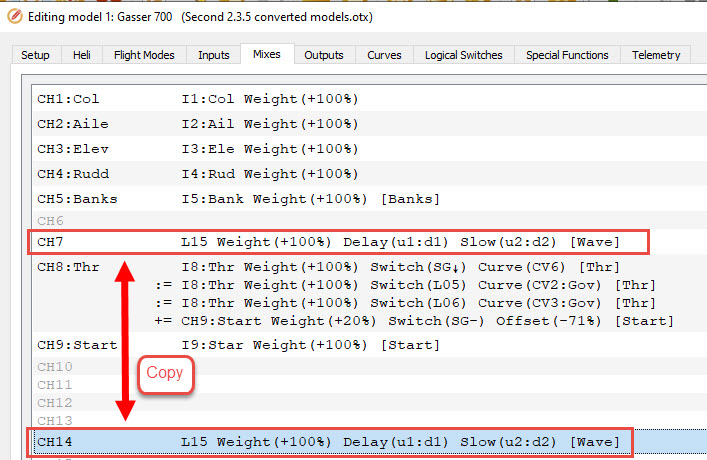 Editing model 1: Gasser 700 (Second 2.3.5 converted models.otx)
Setup Heli Flight Modes Inputs Mixes Outputs Curves Logical Switches Special Functions Telemetry
CH1:Col I1:Col Weight(+100%)
CH2:Aile I2:Ail Weight(+100%)
CH3:Elev I3:Ele Weight(+100%)
CH4:Rudd I4:Rud Weight(+100%)
CH5:Banks I5:Bank Weight(+100%) [Banks]
CH6
CH7 L15 Weight(+100%) Delay(u1:d1) Slow(u2:d2) [Wave]
CH8:Thr I8:Thr Weight(+100%) Switch(SG↓) Curve(CV6) [Thr]
:= I8:Thr Weight(+100%) Switch(L05) Curve(CV2:Gov) [Thr]
:= I8:Thr Weight(+100%) Switch(L06) Curve(CV3:Gov) [Thr]
+= CH9:Start Weight(+20%) Switch(SG-) Offset(-71%) [Start]
CH9:Start I9:Star Weight(+100%) [Start]
CH10
Copy
CH11
CH12
CH13
CH14 L15 Weight(+100%) Delay(u1:d1) Slow(u2:d2) [Wave]